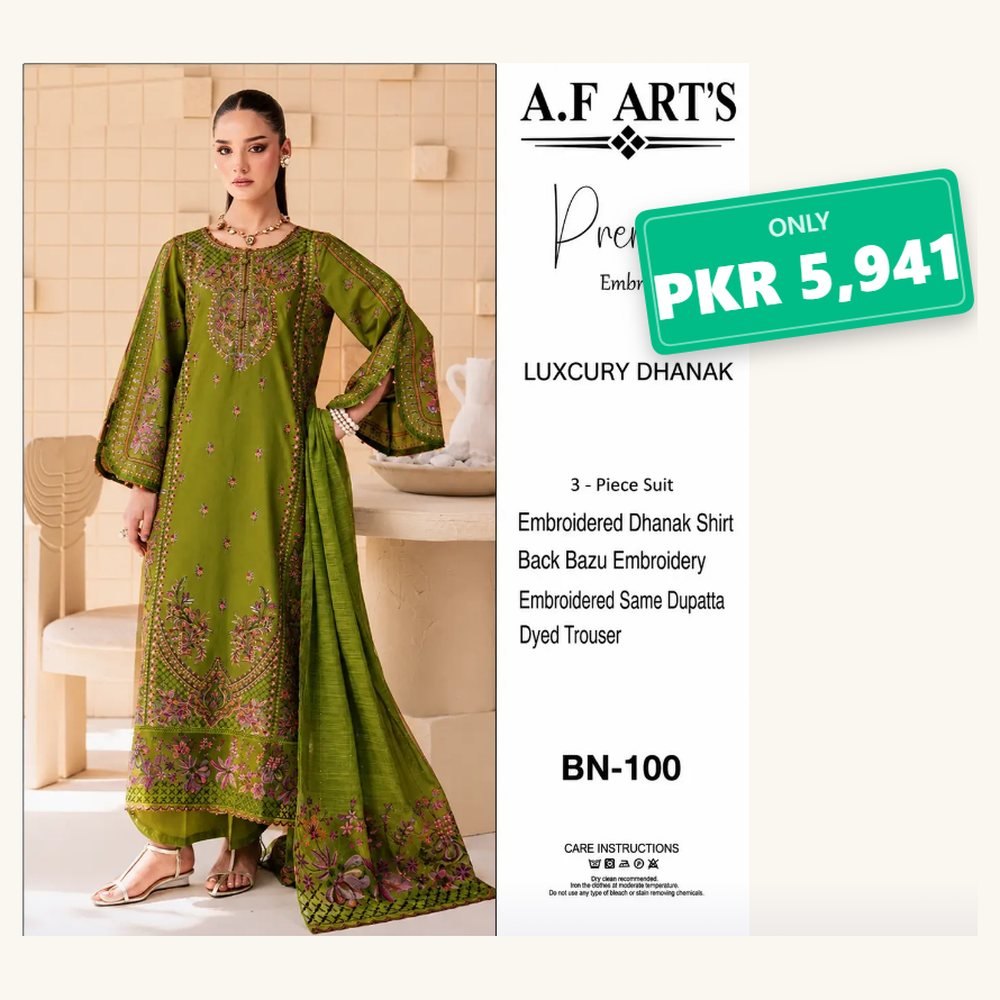 A.F ART'S
ONLY
PKR 5,941
LUXCURY DHANAK
3 - Piece Suit
Embroidered Dhanak Shirt
Back Bazu Embroidery
Embroidered Same Dupatta
Dyed Trouser
BN-100
CARE INSTRUCTIONS
Dry clean recommended.
Iron the clothes at moderate temperature.
Do not use any type of bleach or stain removing chemicals.